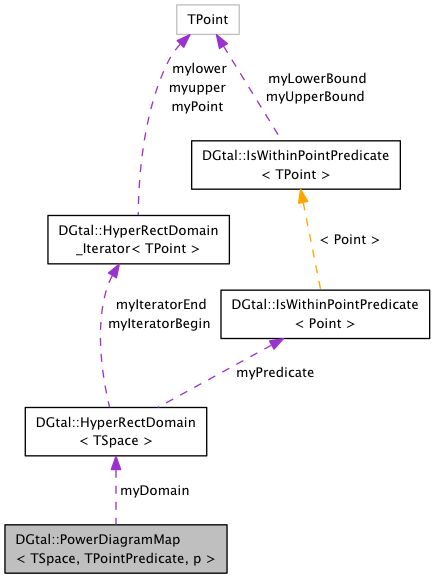 TPoint
mylower
myupper
myPoint
myLowerBound
myUpperBound
DGtal::IsWithinPointPredicate
< TPoint >
DGtal::HyperRectDomain
_Iterator< TPoint >
< Point >
DGtal::IsWithinPointPredicate
< Point >
myIteratorEnd
myIteratorBegin
myPredicate
DGtal::HyperRectDomain
< TSpace >
myDomain
DGtal::PowerDiagramMap
< TSpace, TPointPredicate, p >